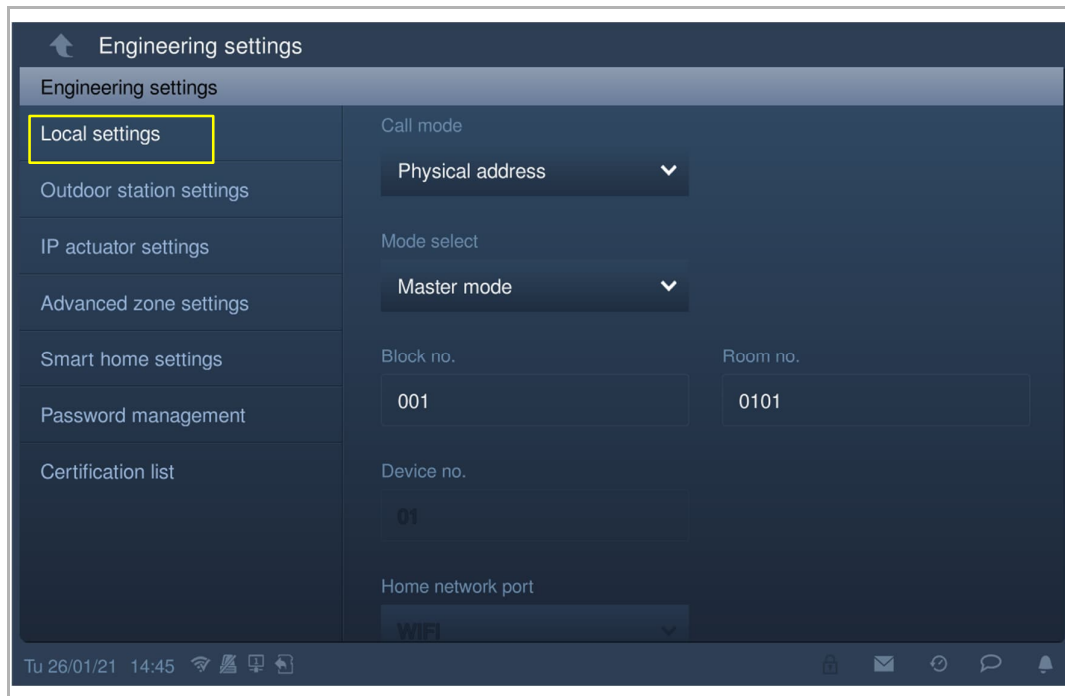 Engineering settings
Engineering settings
Local settings
Outdoor station settings
IP actuator settings
Advanced zone settings
Smart home settings
Password management
Certification list
Call mode
Physical address
Mode select
Master mode
Block no.
Room no.
001
0101
Device no.
01
Home network port
WIFI
Tu 26/01/21 14:45